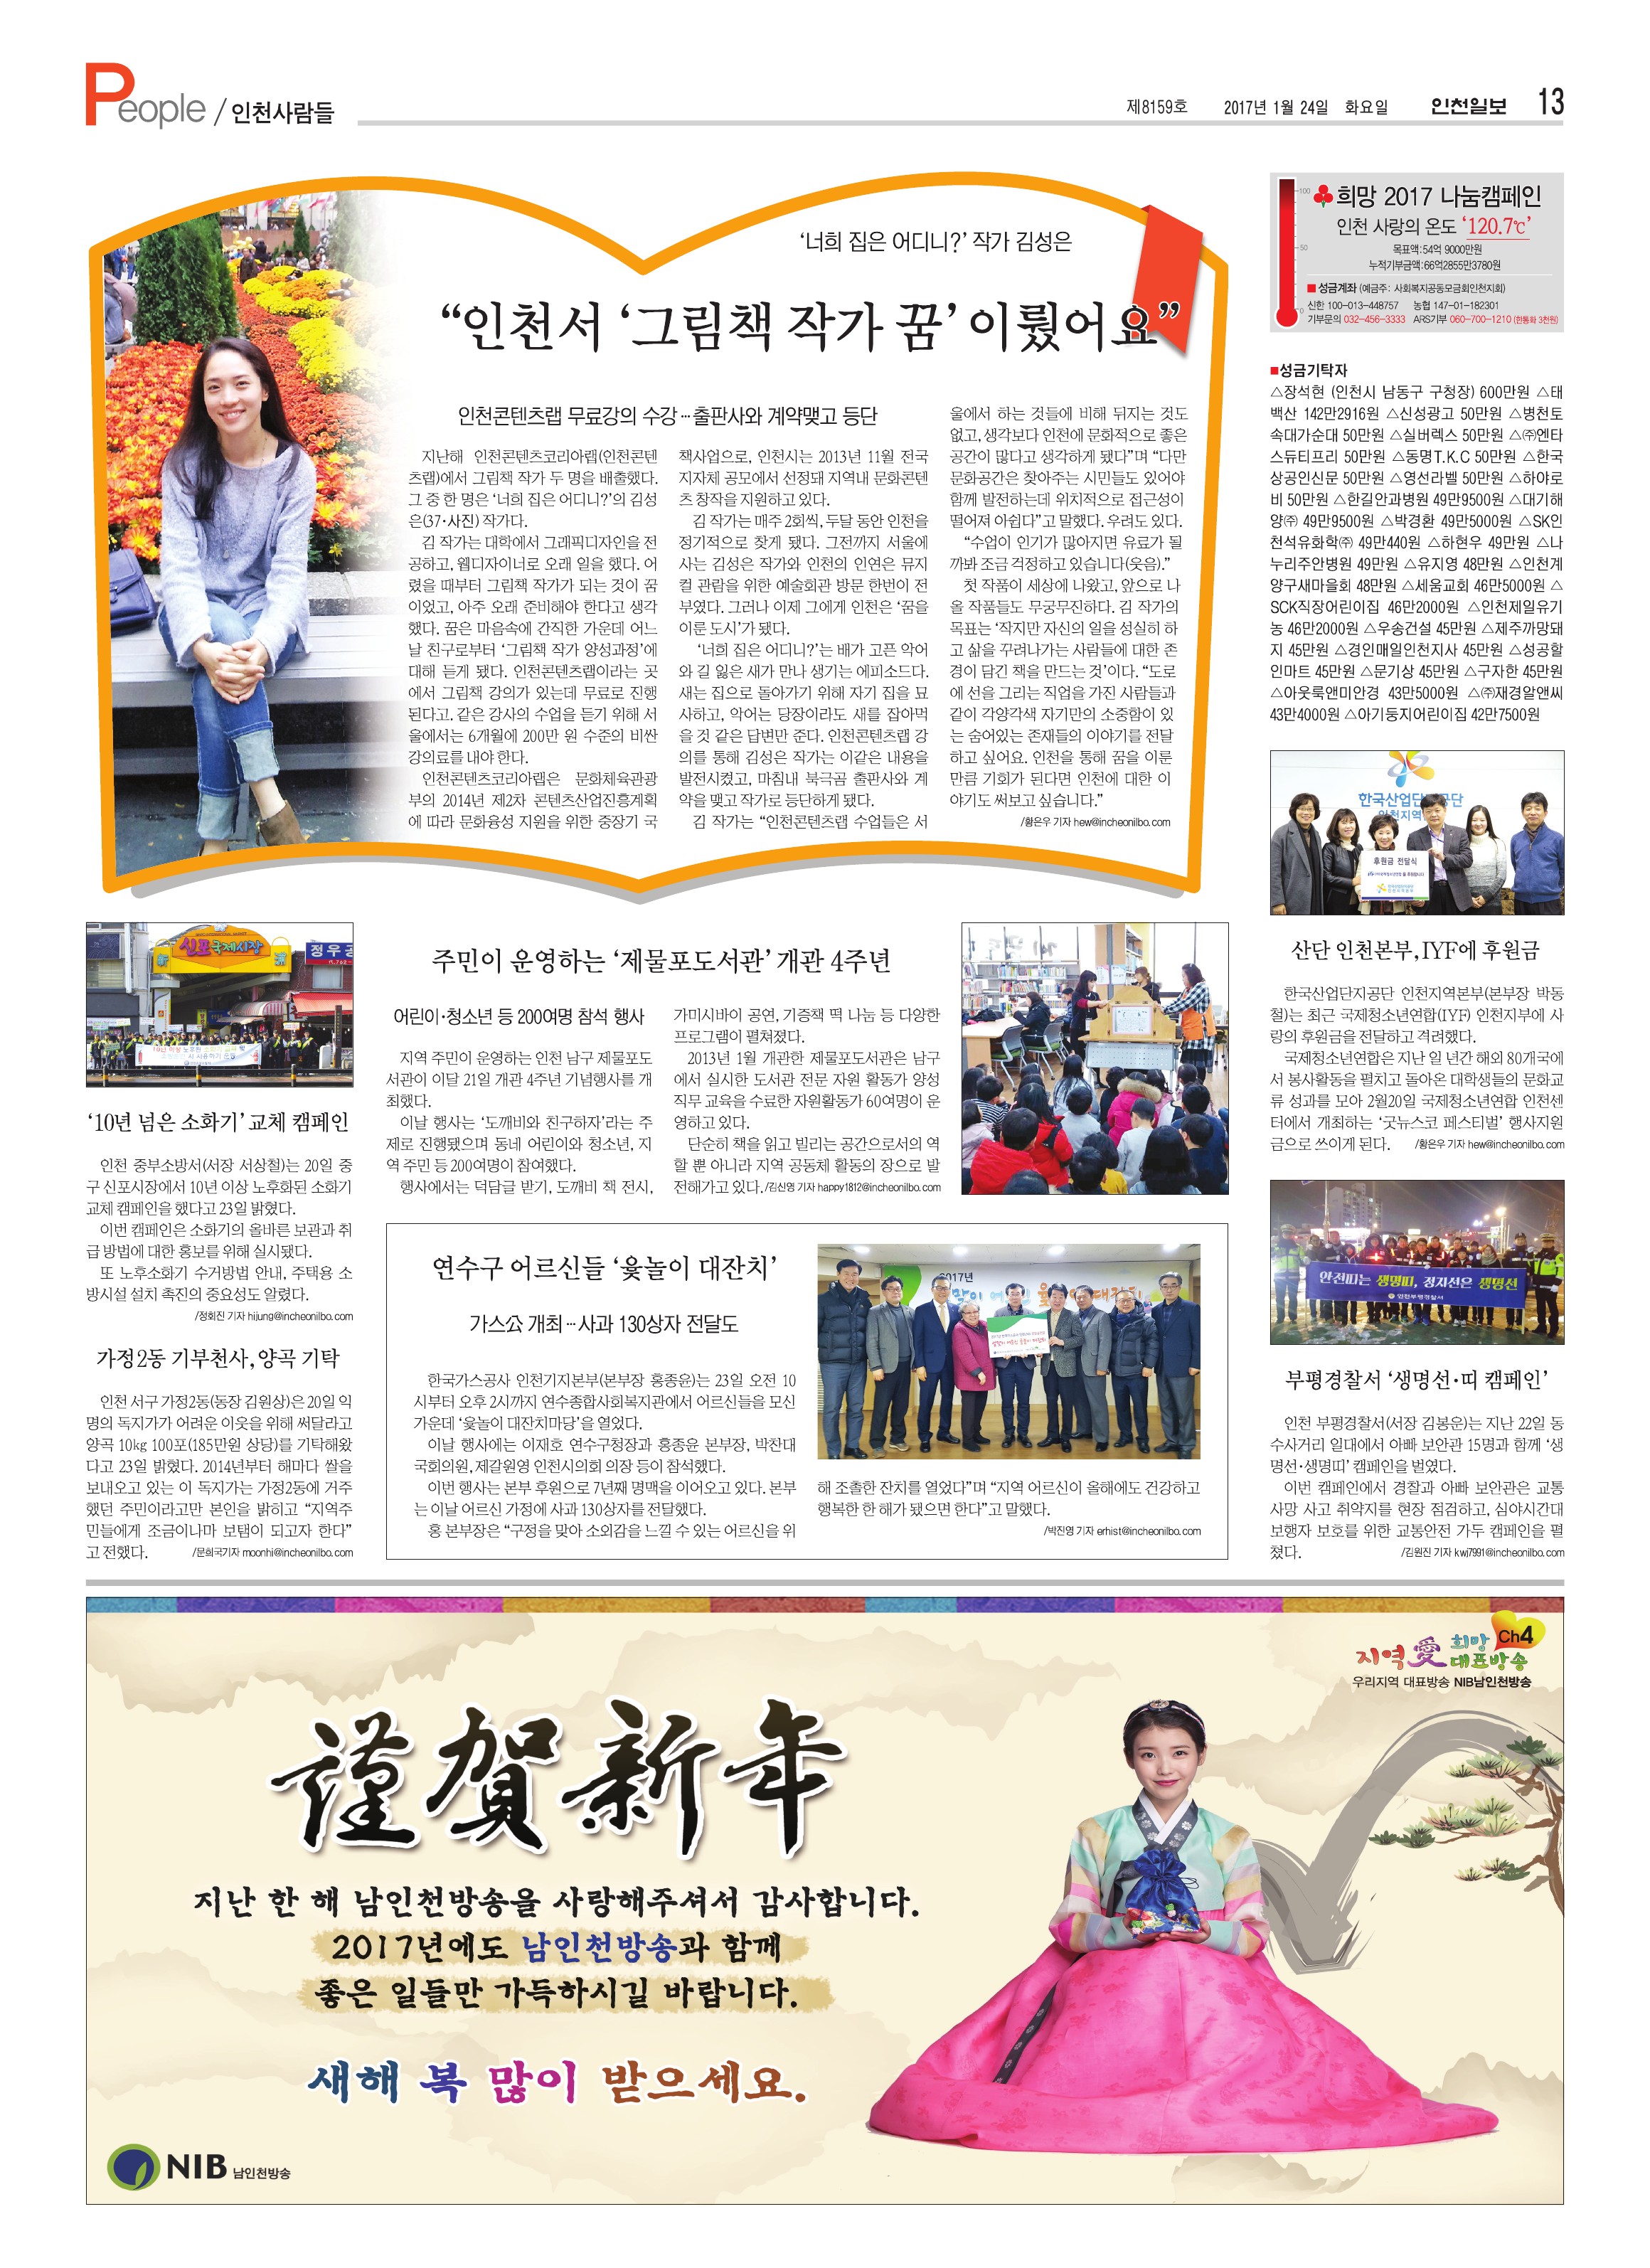 People / 인천사람들
제8159호 2017년 1월 24일 화요일 인천일보 13
‘너희 집은 어디니?’ 작가 김성은
“인천서 ‘그림책 작가 꿈’ 이뤘어요”
인천콘텐츠랩 무료강의 수강…출판사와 계약맺고 등단
지난해 인천콘텐츠코리아랩(인천콘텐
츠랩)에서 그림책 작가 두 명을 배출했다.
그 중 한 명은 ‘너희 집은 어디니?’의 김성
은(37·사진) 작가다.
김 작가는 대학에서 그래픽디자인을 전
공하고, 웹디자이너로 오래 일을 했다. 어
렸을 때부터 그림책 작가가 되는 것이 꿈
이었고, 아주 오래 준비해야 한다고 생각
했다. 꿈은 마음속에 간직한 가운데 어느
날 친구로부터 ‘그림책 작가 양성과정’에
대해 듣게 됐다. 인천콘텐츠랩이라는 곳
에서 그림책 강의가 있는데 무료로 진행
된다고. 같은 강사의 수업을 듣기 위해 서
울에서는 6개월에 200만 원 수준의 비싼
강의료를 내야 한다.
인천콘텐츠코리아랩은 문화체육관광
부의 2014년 제2차 콘텐츠산업진흥계획
에 따라 문화융성 지원을 위한 중장기 국
책사업으로, 인천시는 2013년 11월 전국
지자체 공모에서 선정돼 지역내 문화콘텐
츠 창작을 지원하고 있다.
김 작가는 매주 2회씩, 두달 동안 인천을
정기적으로 찾게 됐다. 그전까지 서울에
사는 김성은 작가와 인천의 인연은 뮤지
컬 관람을 위한 예술회관 방문 한번이 전
부였다. 그러나 이제 그에게 인천은 ‘꿈을
이룬 도시’가 됐다.
‘너희 집은 어디니?’는 배가 고픈 악어
와 길 잃은 새가 만나 생기는 에피소드다.
새는 집으로 돌아가기 위해 자기 집을 묘
사하고, 악어는 당장이라도 새를 잡아먹
을 것 같은 답변만 준다. 인천콘텐츠랩 강
의를 통해 김성은 작가는 이같은 내용을
발전시켰고, 마침내 북극곰 출판사와 계
약을 맺고 작가로 등단하게 됐다.
김 작가는 “인천콘텐츠랩 수업들은 서
울에서 하는 것들에 비해 뒤지는 것도
없고, 생각보다 인천에 문화적으로 좋은
공간이 많다고 생각하게 됐다”며 “다만
문화공간은 찾아주는 시민들도 있어야
함께 발전하는데 위치적으로 접근성이
떨어져 아쉽다”고 말했다. 우려도 있다.
“수업이 인기가 많아지면 유료가 될
까봐 조금 걱정하고 있습니다(웃음).”
첫 작품이 세상에 나왔고, 앞으로 나
올 작품들도 무궁무진하다. 김 작가의
목표는 ‘작지만 자신의 일을 성실히 하
고 삶을 꾸려나가는 사람들에 대한 존
경이 담긴 책을 만드는 것’이다. “도로
에 선을 그리는 직업을 가진 사람들과
같이 각양각색 자기만의 소중함이 있
는 숨어있는 존재들의 이야기를 전달
하고 싶어요. 인천을 통해 꿈을 이룬
만큼 기회가 된다면 인천에 대한 이
야기도 써보고 싶습니다.”
/황은우 기자 hew@incheonilbo.com
100
50
0
희망 2017 나눔캠페인
인천 사랑의 온도 ‘120.7℃’
목표액:54억 9000만원
누적기부금액:66억2855만3780원
■ 성금계좌 (예금주: 사회복지공동모금회인천지회)
신한 100-013-448757 농협 147-01-182301
기부문의 032-456-3333 ARS기부 060-700-1210 (한통화 3천원)
■성금기탁자
△장석현 (인천시 남동구 구청장) 600만원 △태
백산 142만2916원 △신성광고 50만원 △병천토
속대가순대 50만원 △실버렉스 50만원 △㈜엔타
스듀티프리 50만원 △동명T.K.C 50만원 △한국
상공인신문 50만원 △영선라벨 50만원 △하야로
비 50만원 △한길안과병원 49만9500원 △대기해
양㈜ 49만9500원 △박경환 49만5000원 △SK인
천석유화학㈜ 49만440원 △하현우 49만원 △나
누리주안병원 49만원 △유지영 48만원 △인천계
양구새마을회 48만원 △세움교회 46만5000원 △
SCK직장어린이집 46만2000원 △인천제일유기
농 46만2000원 △우송건설 45만원 △제주까망돼
지 45만원 △경인매일인천지사 45만원 △성공할
인마트 45만원 △문기상 45만원 △구자한 45만원
△아웃룩앤미안경 43만5000원 △㈜재경알앤씨
43만4000원 △아기둥지어린이집 42만7500원
후원금 전달식
산단 인천본부, IYF에 후원금
한국산업단지공단 인천지역본부(본부장 박동
철)는 최근 국제청소년연합(IYF) 인천지부에 사
랑의 후원금을 전달하고 격려했다.
국제청소년연합은 지난 일 년간 해외 80개국에
서 봉사활동을 펼치고 돌아온 대학생들의 문화교
류 성과를 모아 2월20일 국제청소년연합 인천센
터에서 개최하는 ‘굿뉴스코 페스티벌’ 행사지원
금으로 쓰이게 된다. /황은우 기자 hew@incheonilbo.com
신포국제시장
‘10년 넘은 소화기’ 교체 캠페인
인천 중부소방서(서장 서상철)는 20일 중
구 신포시장에서 10년 이상 노후화된 소화기
교체 캠페인을 했다고 23일 밝혔다.
이번 캠페인은 소화기의 올바른 보관과 취
급 방법에 대한 홍보를 위해 실시됐다.
또 노후소화기 수거방법 안내, 주택용 소
방시설 설치 촉진의 중요성도 알렸다.
/정회진 기자 hijung@incheonilbo.com
가정2동 기부천사, 양곡 기탁
인천 서구 가정2동(동장 김원상)은 20일 익
명의 독지가가 어려운 이웃을 위해 써달라고
양곡 10kg 100포(185만원 상당)를 기탁해왔
다고 23일 밝혔다. 2014년부터 해마다 쌀을
보내오고 있는 이 독지가는 가정2동에 거주
했던 주민이라고만 본인을 밝히고 “지역주
민들에게 조금이나마 보탬이 되고자 한다”
고 전했다. /문희국기자 moonhi@incheonilbo.com
주민이 운영하는 ‘제물포도서관’ 개관 4주년
어린이·청소년 등 200여명 참석 행사
지역 주민이 운영하는 인천 남구 제물포도
서관이 이달 21일 개관 4주년 기념행사를 개
최했다.
이날 행사는 ‘도깨비와 친구하자’라는 주
제로 진행됐으며 동네 어린이와 청소년, 지
역 주민 등 200여명이 참여했다.
행사에서는 덕담글 받기, 도깨비 책 전시,
가미시바이 공연, 기증책 떡 나눔 등 다양한
프로그램이 펼쳐졌다.
2013년 1월 개관한 제물포도서관은 남구
에서 실시한 도서관 전문 자원 활동가 양성
직무 교육을 수료한 자원활동가 60여명이 운
영하고 있다.
단순히 책을 읽고 빌리는 공간으로서의 역
할 뿐 아니라 지역 공동체 활동의 장으로 발
전해가고 있다. /김신영 기자 happy1812@incheonilbo.com
연수구 어르신들 ‘윷놀이 대잔치’
가스公 개최…사과 130상자 전달도
한국가스공사 인천기지본부(본부장 홍종윤)는 23일 오전 10
시부터 오후 2시까지 연수종합사회복지관에서 어르신들을 모신
가운데 ‘윷놀이 대잔치마당’을 열었다.
이날 행사에는 이재호 연수구청장과 홍종윤 본부장, 박찬대
국회의원, 제갈원영 인천시의회 의장 등이 참석했다.
이번 행사는 본부 후원으로 7년째 명맥을 이어오고 있다. 본부
는 이날 어르신 가정에 사과 130상자를 전달했다.
홍 본부장은 “구정을 맞아 소외감을 느낄 수 있는 어르신을 위
해 조촐한 잔치를 열었다”며 “지역 어르신이 올해에도 건강하고
행복한 한 해가 됐으면 한다”고 말했다.
/박진영 기자 erhist@incheonilbo.com
안전띠는 생명띠, 정지선은 생명선
인천부평경찰서
부평경찰서 ‘생명선·띠 캠페인’
인천 부평경찰서(서장 김봉운)는 지난 22일 동
수사거리 일대에서 아빠 보안관 15명과 함께 ‘생
명선·생명띠’ 캠페인을 벌였다.
이번 캠페인에서 경찰과 아빠 보안관은 교통
사망 사고 취약지를 현장 점검하고, 심야시간대
보행자 보호를 위한 교통안전 가두 캠페인을 펼
쳤다. /김원진 기자 kwj7991@incheonilbo.com
지역愛 희망 대표방송 Ch4
우리지역 대표방송 NIB남인천방송
謹賀新年
지난 한 해 남인천방송을 사랑해주셔서 감사합니다.
2017년에도 남인천방송과 함께
좋은 일들만 가득하시길 바랍니다.
새해 복 많이 받으세요.
NIB 남인천방송